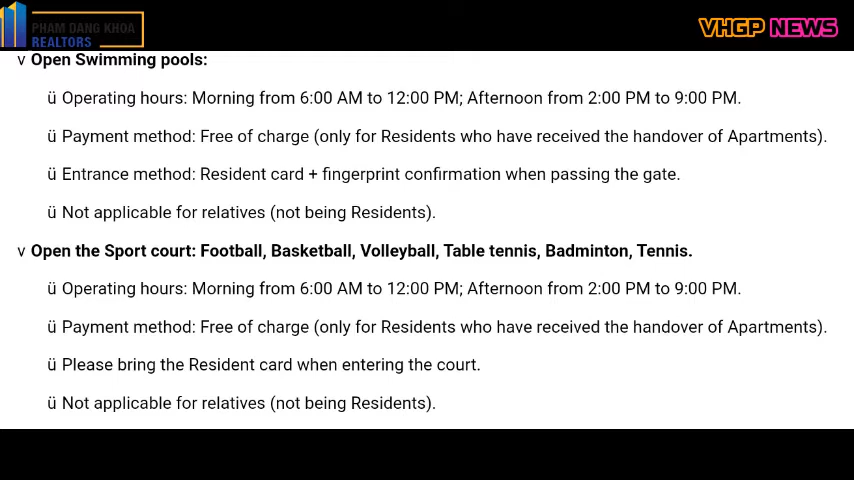 PHAM DANG KHOA
REALTORS
VHGP NEWS
v Open Swimming pools:
ü Operating hours: Morning from 6:00 AM to 12:00 PM; Afternoon from 2:00 PM to 9:00 PM.
ü Payment method: Free of charge (only for Residents who have received the handover of Apartments).
ü Entrance method: Resident card + fingerprint confirmation when passing the gate.
ü Not applicable for relatives (not being Residents).
v Open the Sport court: Football, Basketball, Volleyball, Table tennis, Badminton, Tennis.
ü Operating hours: Morning from 6:00 AM to 12:00 PM; Afternoon from 2:00 PM to 9:00 PM.
ü Payment method: Free of charge (only for Residents who have received the handover of Apartments).
ü Please bring the Resident card when entering the court.
ü Not applicable for relatives (not being Residents).